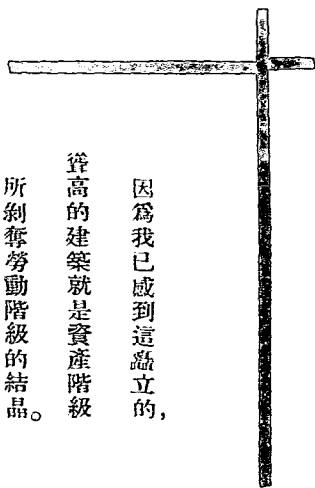 因爲我已感到這矗立的，
聳高的建築就是資產階級
所剝奪勞動階級的結晶。